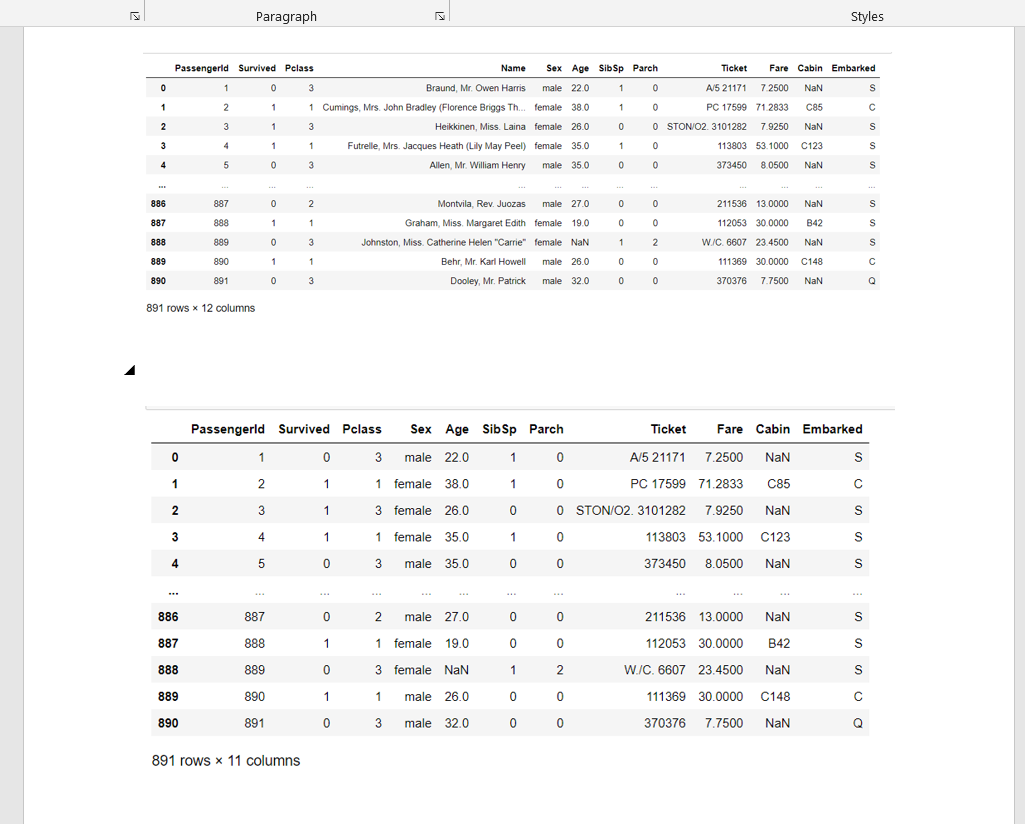 Paragraph Styles
PassengerId Survived Pclass Name Sex Age SibSp Parch Ticket Fare Cabin Embarked
0 1 0 3 Braund, Mr. Owen Harris male 22.0 1 0 A/5 21171 7.2500 NaN S
1 2 1 1 Cumings, Mrs. John Bradley (Florence Briggs Th... female 38.0 1 0 PC 17599 71.2833 C85 C
2 3 1 3 Heikkinen, Miss. Laina female 26.0 0 0 STON/O2. 3101282 7.9250 NaN S
3 4 1 1 Futrelle, Mrs. Jacques Heath (Lily May Peel) female 35.0 1 0 113803 53.1000 C123 S
4 5 0 3 Allen, Mr. William Henry male 35.0 0 0 373450 8.0500 NaN S
... ... ... ... ... ... ... ... ... ... ... ... ...
886 887 0 2 Montvila, Rev. Juozas male 27.0 0 0 211536 13.0000 NaN S
887 888 1 1 Graham, Miss. Margaret Edith female 19.0 0 0 112053 30.0000 B42 S
888 889 0 3 Johnston, Miss. Catherine Helen "Carrie" female NaN 1 2 W./C. 6607 23.4500 NaN S
889 890 1 1 Behr, Mr. Karl Howell male 26.0 0 0 111369 30.0000 C148 C
890 891 0 3 Dooley, Mr. Patrick male 32.0 0 0 370376 7.7500 NaN Q
891 rows × 12 columns
PassengerId Survived Pclass Sex Age SibSp Parch Ticket Fare Cabin Embarked
0 1 0 3 male 22.0 1 0 A/5 21171 7.2500 NaN S
1 2 1 1 female 38.0 1 0 PC 17599 71.2833 C85 C
2 3 1 3 female 26.0 0 0 STON/O2. 3101282 7.9250 NaN S
3 4 1 1 female 35.0 1 0 113803 53.1000 C123 S
4 5 0 3 male 35.0 0 0 373450 8.0500 NaN S
... ... ... ... ... ... ... ... ... ... ... ...
886 887 0 2 male 27.0 0 0 211536 13.0000 NaN S
887 888 1 1 female 19.0 0 0 112053 30.0000 B42 S
888 889 0 3 female NaN 1 2 W./C. 6607 23.4500 NaN S
889 890 1 1 male 26.0 0 0 111369 30.0000 C148 C
890 891 0 3 male 32.0 0 0 370376 7.7500 NaN Q
891 rows × 11 columns